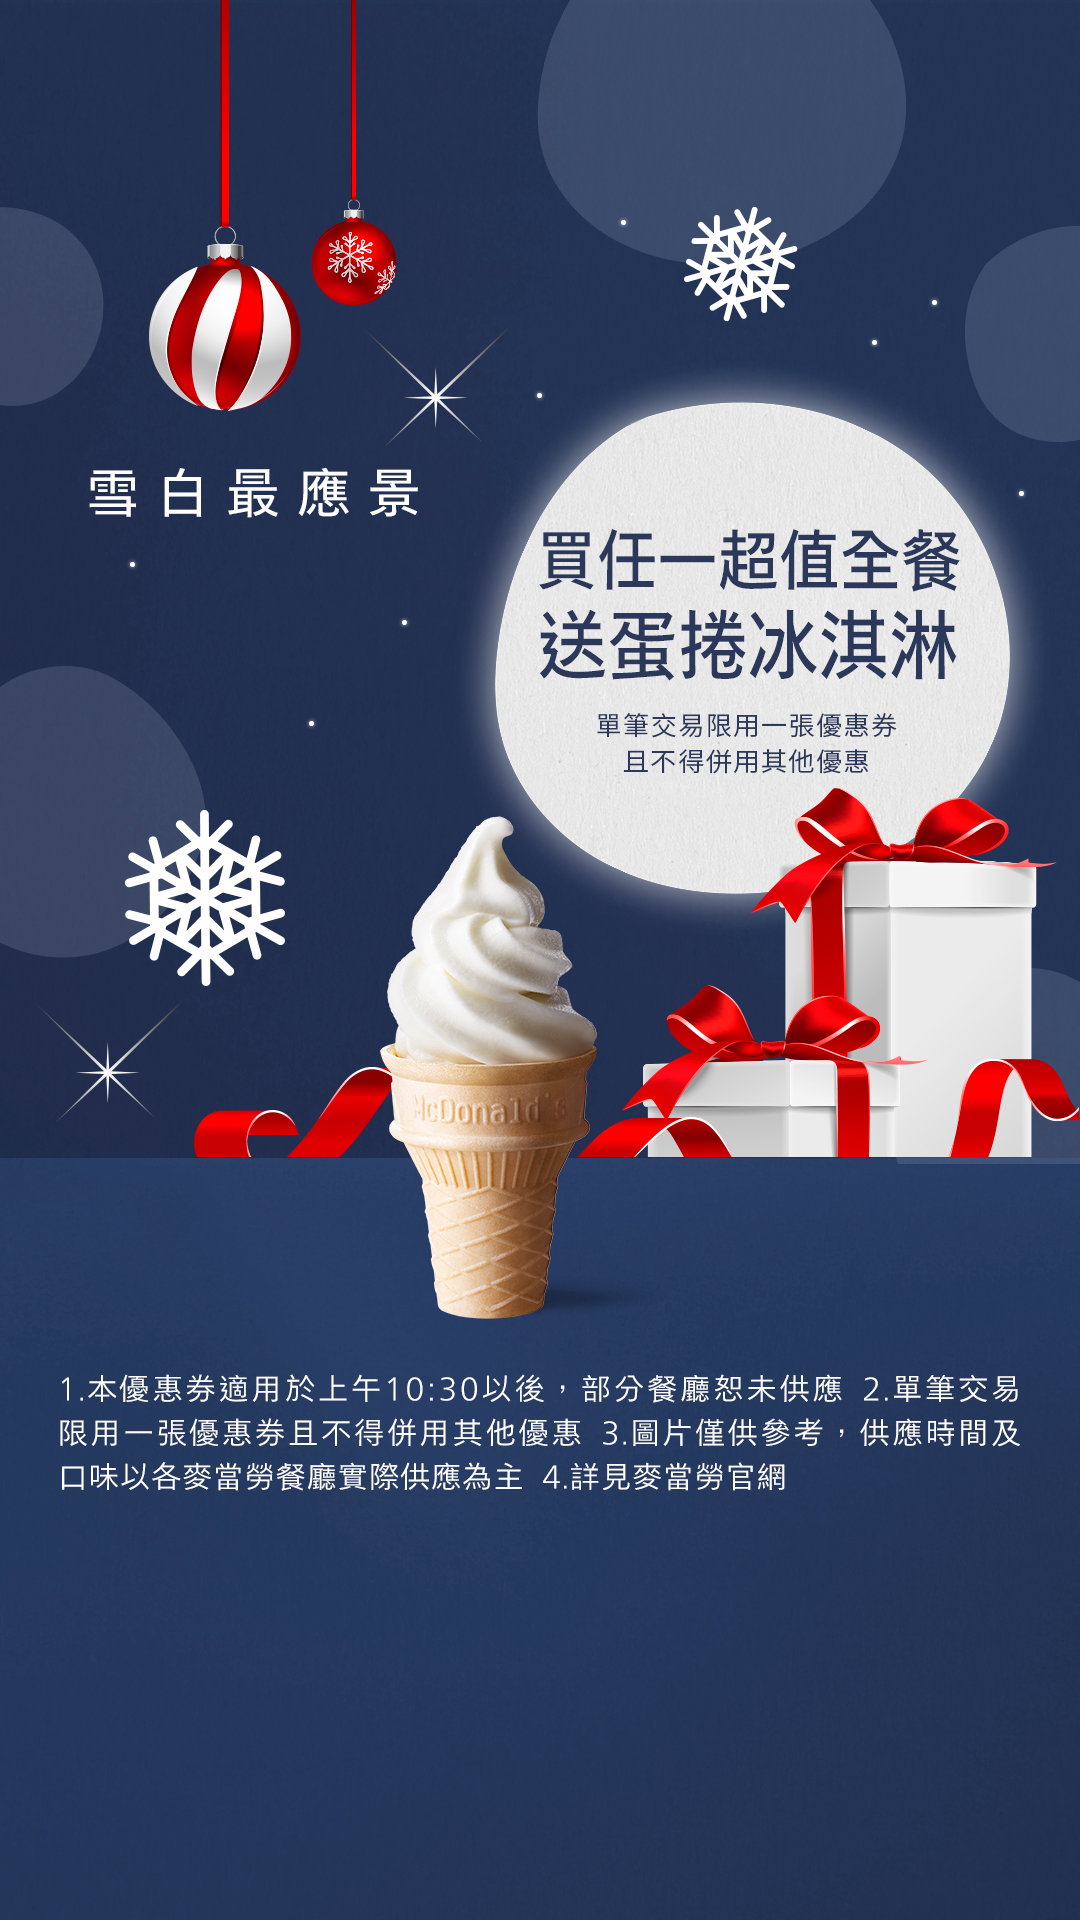 雪白最應景
買任一超值全餐
送蛋捲冰淇淋
單筆交易限用一張優惠券
且不得併用其他優惠
McDonald's
1.本優惠券適用於上午10:30以後，部分餐廳恕未供應 2.單筆交易
限用一張優惠券且不得併用其他優惠 3.圖片僅供參考，供應時間及
口味以各麥當勞餐廳實際供應為主 4.詳見麥當勞官網